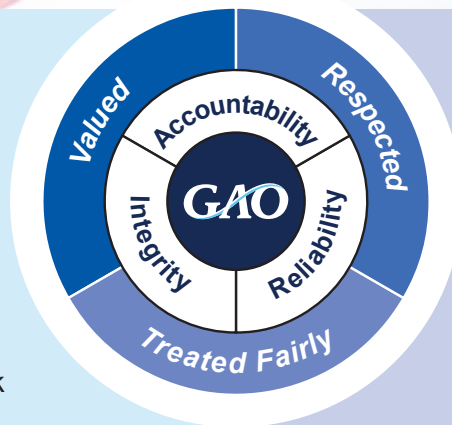 Valued
Respected
Accountability
Integrity
GAO
Reliability
Treated Fairly